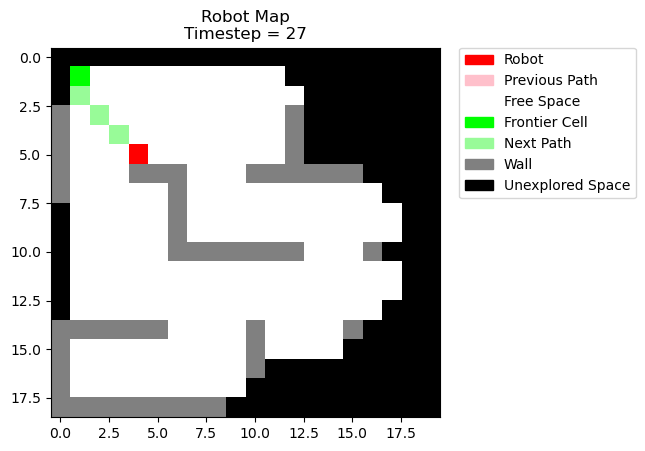 Robot Map
Timestep = 27
Robot
Previous Path
Free Space
Frontier Cell
Next Path
Wall
Unexplored Space
0.0
2.5
5.0
7.5
10.0
12.5
15.0
17.5
0.0 2.5 5.0 7.5 10.0 12.5 15.0 17.5